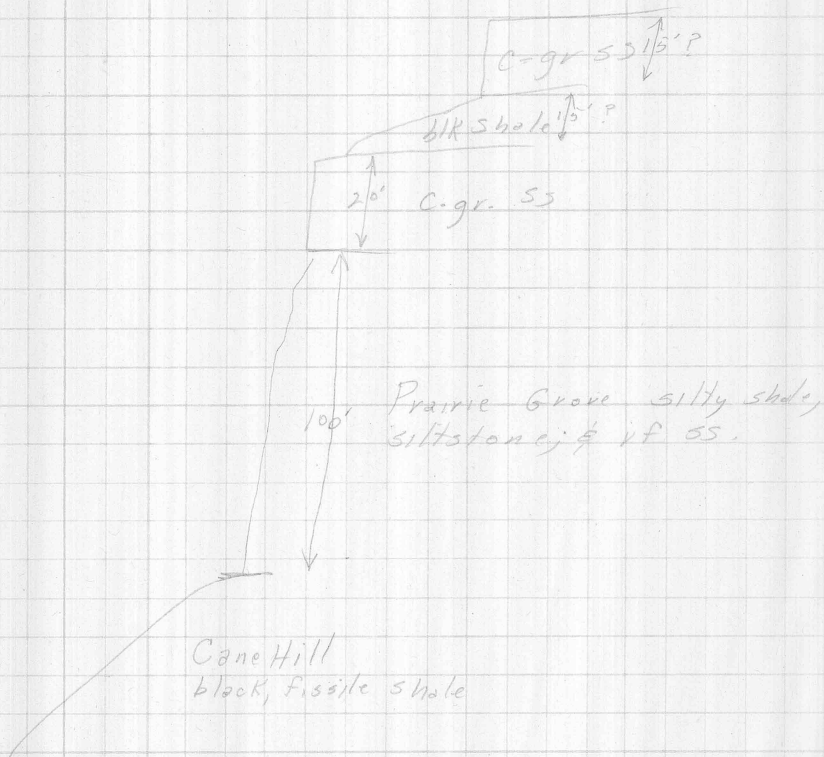 c-gr ss 15' ?
blk shale 15' ?
20' c.gr. ss
100' Prairie Grove silty shale,
siltstone; & vf ss.
Cane Hill
black, fissile shale